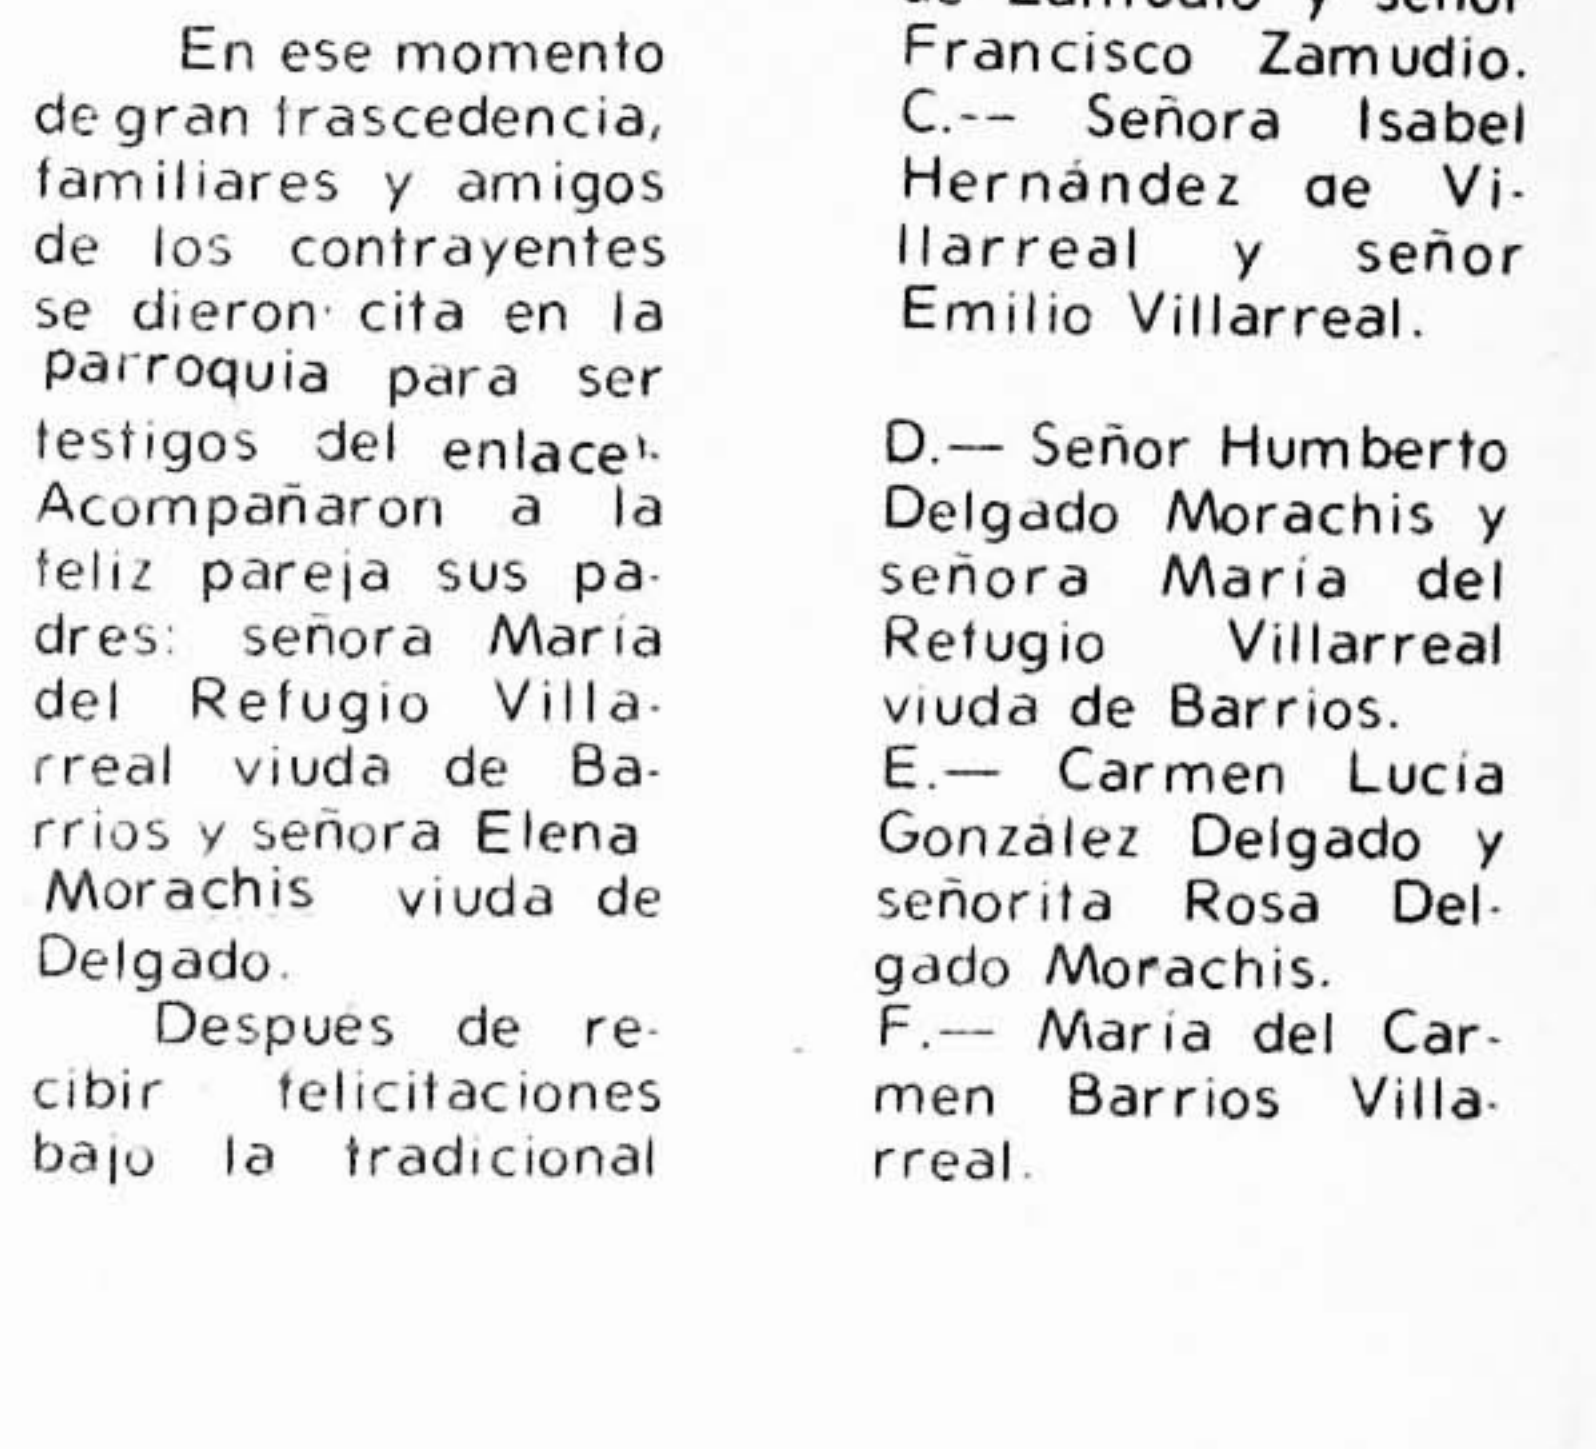 En ese momento
de gran trascedencia,
familiares y amigos
de los contrayentes
se dieron cita en la
parroquia para ser
testigos del enlace.
Acompañaron a la
feliz pareja sus pa-
dres: señora María
del Refugio Villa-
rreal viuda de Ba-
rrios y señora Elena
Morachis viuda de
Delgado.
Después de re-
cibir felicitaciones
bajo la tradicional
de Zamudio y señor
Francisco Zamudio.
C.-- Señora Isabel
Hernández de Vi-
llarreal y señor
Emilio Villarreal.
D.— Señor Humberto
Delgado Morachis y
señora María del
Refugio Villarreal
viuda de Barrios.
E.— Carmen Lucía
González Delgado y
señorita Rosa Del-
gado Morachis.
F.— María del Car-
men Barrios Villa-
rreal.